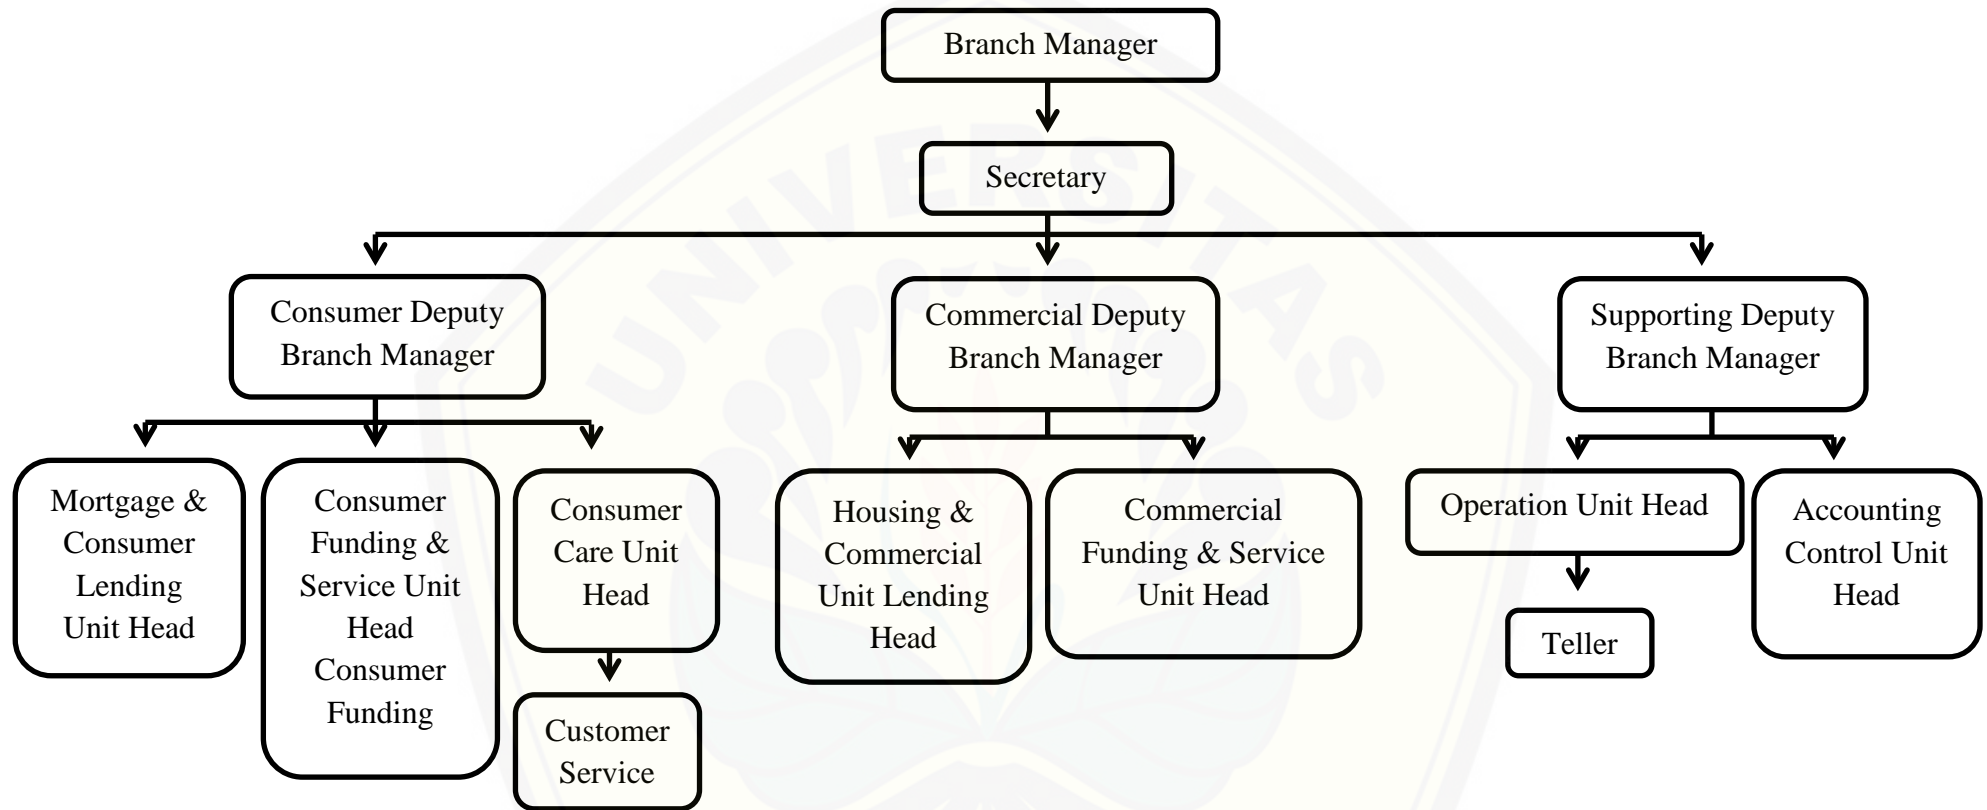 Branch Manager
Secretary
Consumer Deputy
Branch Manager
Commercial Deputy
Branch Manager
Supporting Deputy
Branch Manager
Mortgage &
Consumer
Lending
Unit Head
Consumer
Funding &
Service Unit
Head
Consumer
Funding
Consumer
Care Unit
Head
Customer
Service
Housing &
Commercial
Unit Lending
Head
Commercial
Funding & Service
Unit Head
Operation Unit Head
Teller
Accounting
Control Unit
Head
UNIVERSITAS